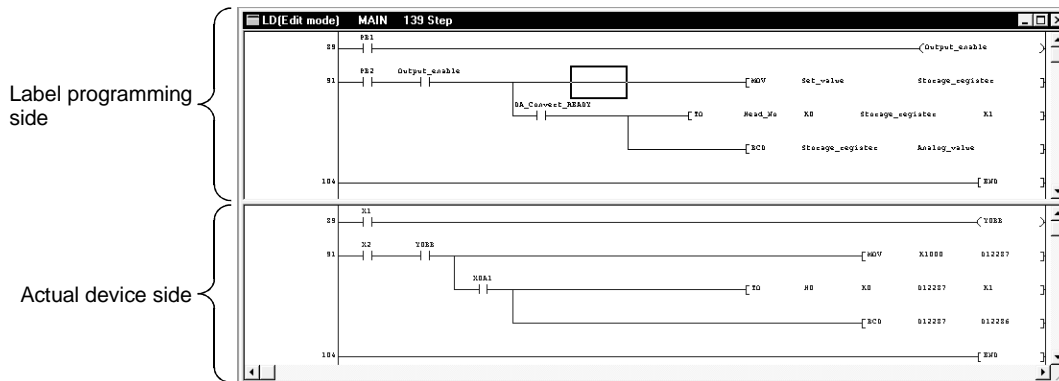 LD(Edit mode) MAIN 139 Step
PB1
89 Output_enable
PB2 Output_enable
91 MOV Set_value Storage_register
DA_Convert_READY
TO Head_No K0 Storage_register K1
BCD Storage_register Analog_value
104 END
Label programming
side
X1
89 Y0BB
X2 Y0BB
91 MOV K1000 D12287
X0A1
TO H0 K0 D12287 K1
BCD D12287 D12286
104 END
Actual device side